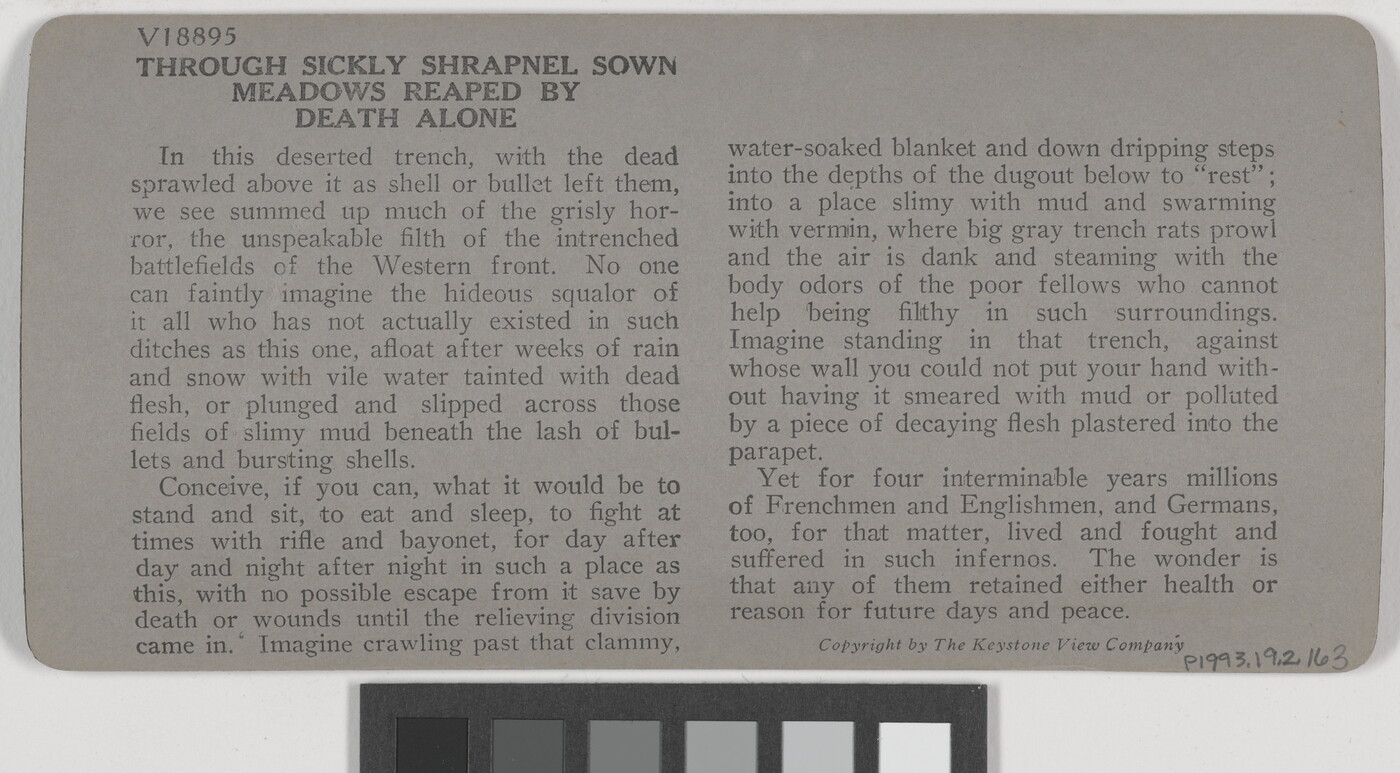 V18895
THROUGH SICKLY SHRAPNEL SOWN
MEADOWS REAPED BY
DEATH ALONE
In this deserted trench, with the dead
sprawled above it as shell or bullet left them,
we see summed up much of the grisly hor-
ror, the unspeakable filth of the intrenched
battlefields of the Western front. No one
can faintly imagine the hideous squalor of
it all who has not actually existed in such
ditches as this one, afloat after weeks of rain
and snow with vile water tainted with dead
flesh, or plunged and slipped across those
fields of slimy mud beneath the lash of bul-
lets and bursting shells.
Conceive, if you can, what it would be to
stand and sit, to eat and sleep, to fight at
times with rifle and bayonet, for day after
day and night after night in such a place as
this, with no possible escape from it save by
death or wounds until the relieving division
came in. Imagine crawling past that clammy,
water-soaked blanket and down dripping steps
into the depths of the dugout below to “rest”;
into a place slimy with mud and swarming
with vermin, where big gray trench rats prowl
and the air is dank and steaming with the
body odors of the poor fellows who cannot
help being filthy in such surroundings.
Imagine standing in that trench, against
whose wall you could not put your hand with-
out having it smeared with mud or polluted
by a piece of decaying flesh plastered into the
parapet.
Yet for four interminable years millions
of Frenchmen and Englishmen, and Germans,
too, for that matter, lived and fought and
suffered in such infernos. The wonder is
that any of them retained either health or
reason for future days and peace.
Copyright by The Keystone View Company
P1993.19.2.163